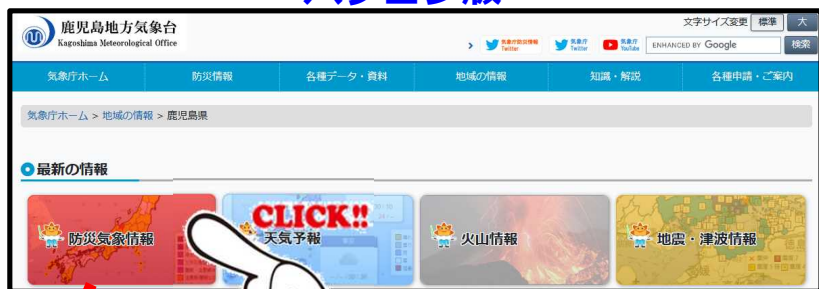 鹿児島地方気象台
Kagoshima Meteorological Office
文字サイズ変更 標準 大
気象庁防災情報 Twitter
気象庁 Twitter
気象庁 YouTube
ENHANCED BY Google 検索
気象庁ホーム 防災情報 各種データ・資料 地域の情報 知識・解説 各種申請・ご案内
気象庁ホーム > 地域の情報 > 鹿児島県
最新の情報
CLICK!!
防災気象情報 天気予報 火山情報 地震・津波情報